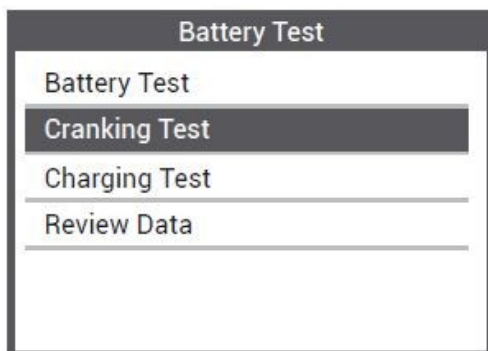 Battery Test
Battery Test
Cranking Test
Charging Test
Review Data